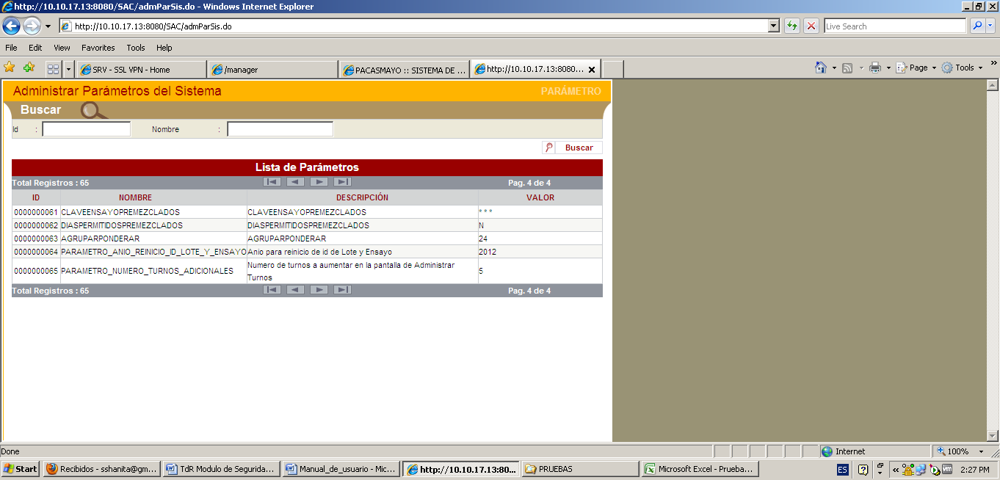 http://10.10.17.13:8080/SAC/admParSis.do - Windows Internet Explorer
http://10.10.17.13:8080/SAC/admParSis.do
Live Search
File Edit View Favorites Tools Help
SRV - SSL VPN - Home
/manager
PACASMAYO :: SISTEMA DE ...
http://10.10.17.13:8080...
Page
Tools
Administrar Parámetros del Sistema
PARÁMETRO
Buscar
Id :
Nombre :
Buscar
Lista de Parámetros
Total Registros : 65
Pag. 4 de 4
ID NOMBRE DESCRIPCIÓN VALOR
0000000061 CLAVEENSAYOPREMEZCLADOS CLAVEENSAYOPREMEZCLADOS ***
0000000062 DIASPERMITIDOSPREMEZCLADOS DIASPERMITIDOSPREMEZCLADOS N
0000000063 AGRUPARPONDERAR AGRUPARPONDERAR 24
0000000064 PARAMETRO_ANIO_REINICIO_ID_LOTE_Y_ENSAYO Anio para reinicio de id de Lote y Ensayo 2012
0000000065 PARAMETRO_NUMERO_TURNOS_ADICIONALES Numero de turnos a aumentar en la pantalla de Administrar
Turnos 5
Total Registros : 65
Pag. 4 de 4
Done
Internet
100%
Start
Recibidos - sshanita@gm...
TdR Modulo de Segurida...
Manual_de_usuario - Mic...
http://10.10.17.13:80...
PRUEBAS
Microsoft Excel - Prueba...
ES
2:27 PM